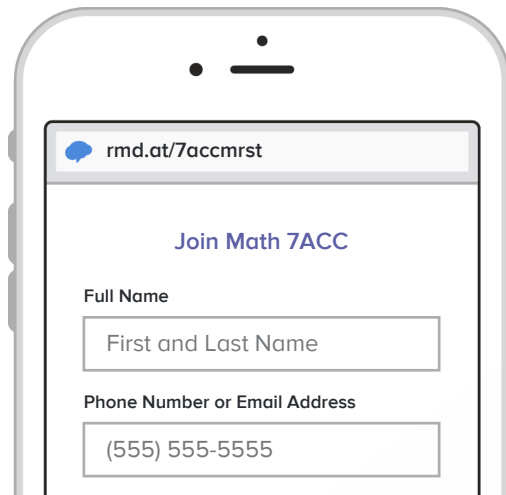 rmd.at/7accmrst
Join Math 7ACC
Full Name
First and Last Name
Phone Number or Email Address
(555) 555-5555